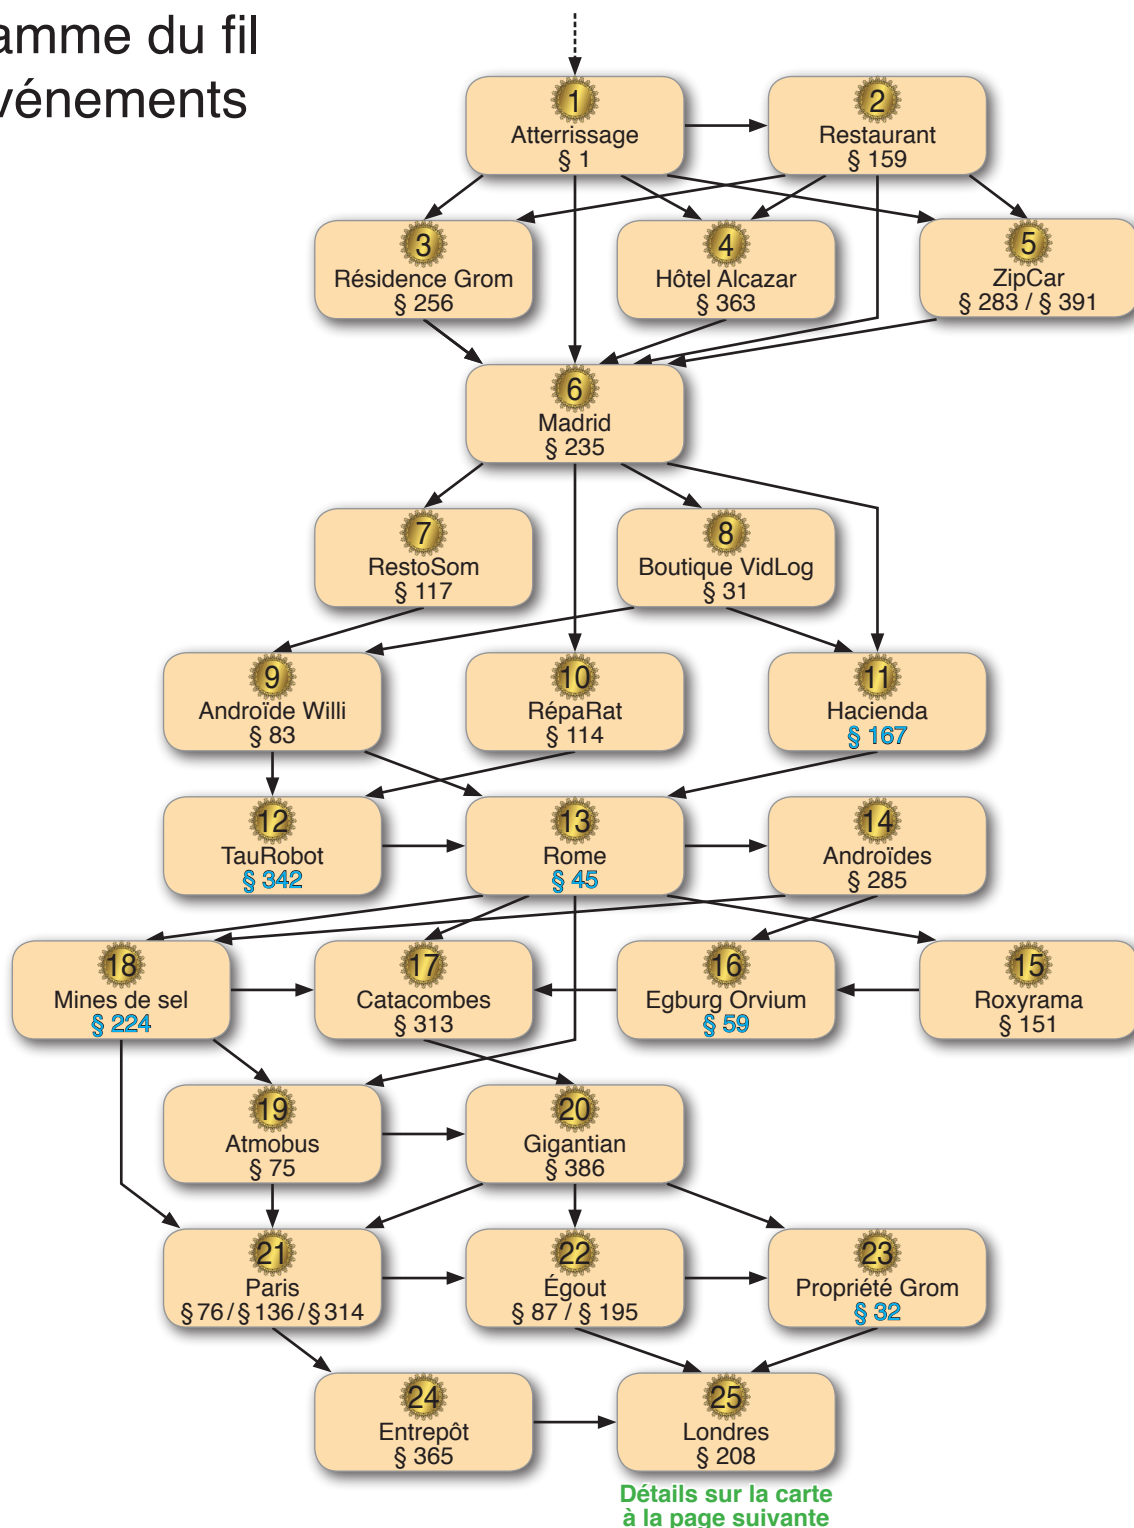 amme du fil
vénements
1
Atterrissage
§ 1
2
Restaurant
§ 159
3
Résidence Grom
§ 256
4
Hôtel Alcazar
§ 363
5
ZipCar
§ 283 / § 391
6
Madrid
§ 235
7
RestoSom
§ 117
8
Boutique VidLog
§ 31
9
Androïde Willi
§ 83
10
RépaRat
§ 114
11
Hacienda
§ 167
12
TauRobot
§ 342
13
Rome
§ 45
14
Androïdes
§ 285
18
Mines de sel
§ 224
17
Catacombes
§ 313
16
Egburg Orvium
§ 59
15
Roxyrama
§ 151
19
Atmobus
§ 75
20
Gigantian
§ 386
21
Paris
§ 76 / § 136 / § 314
22
Égout
§ 87 / § 195
23
Propriété Grom
§ 32
24
Entrepôt
§ 365
25
Londres
§ 208
Détails sur la carte
à la page suivante